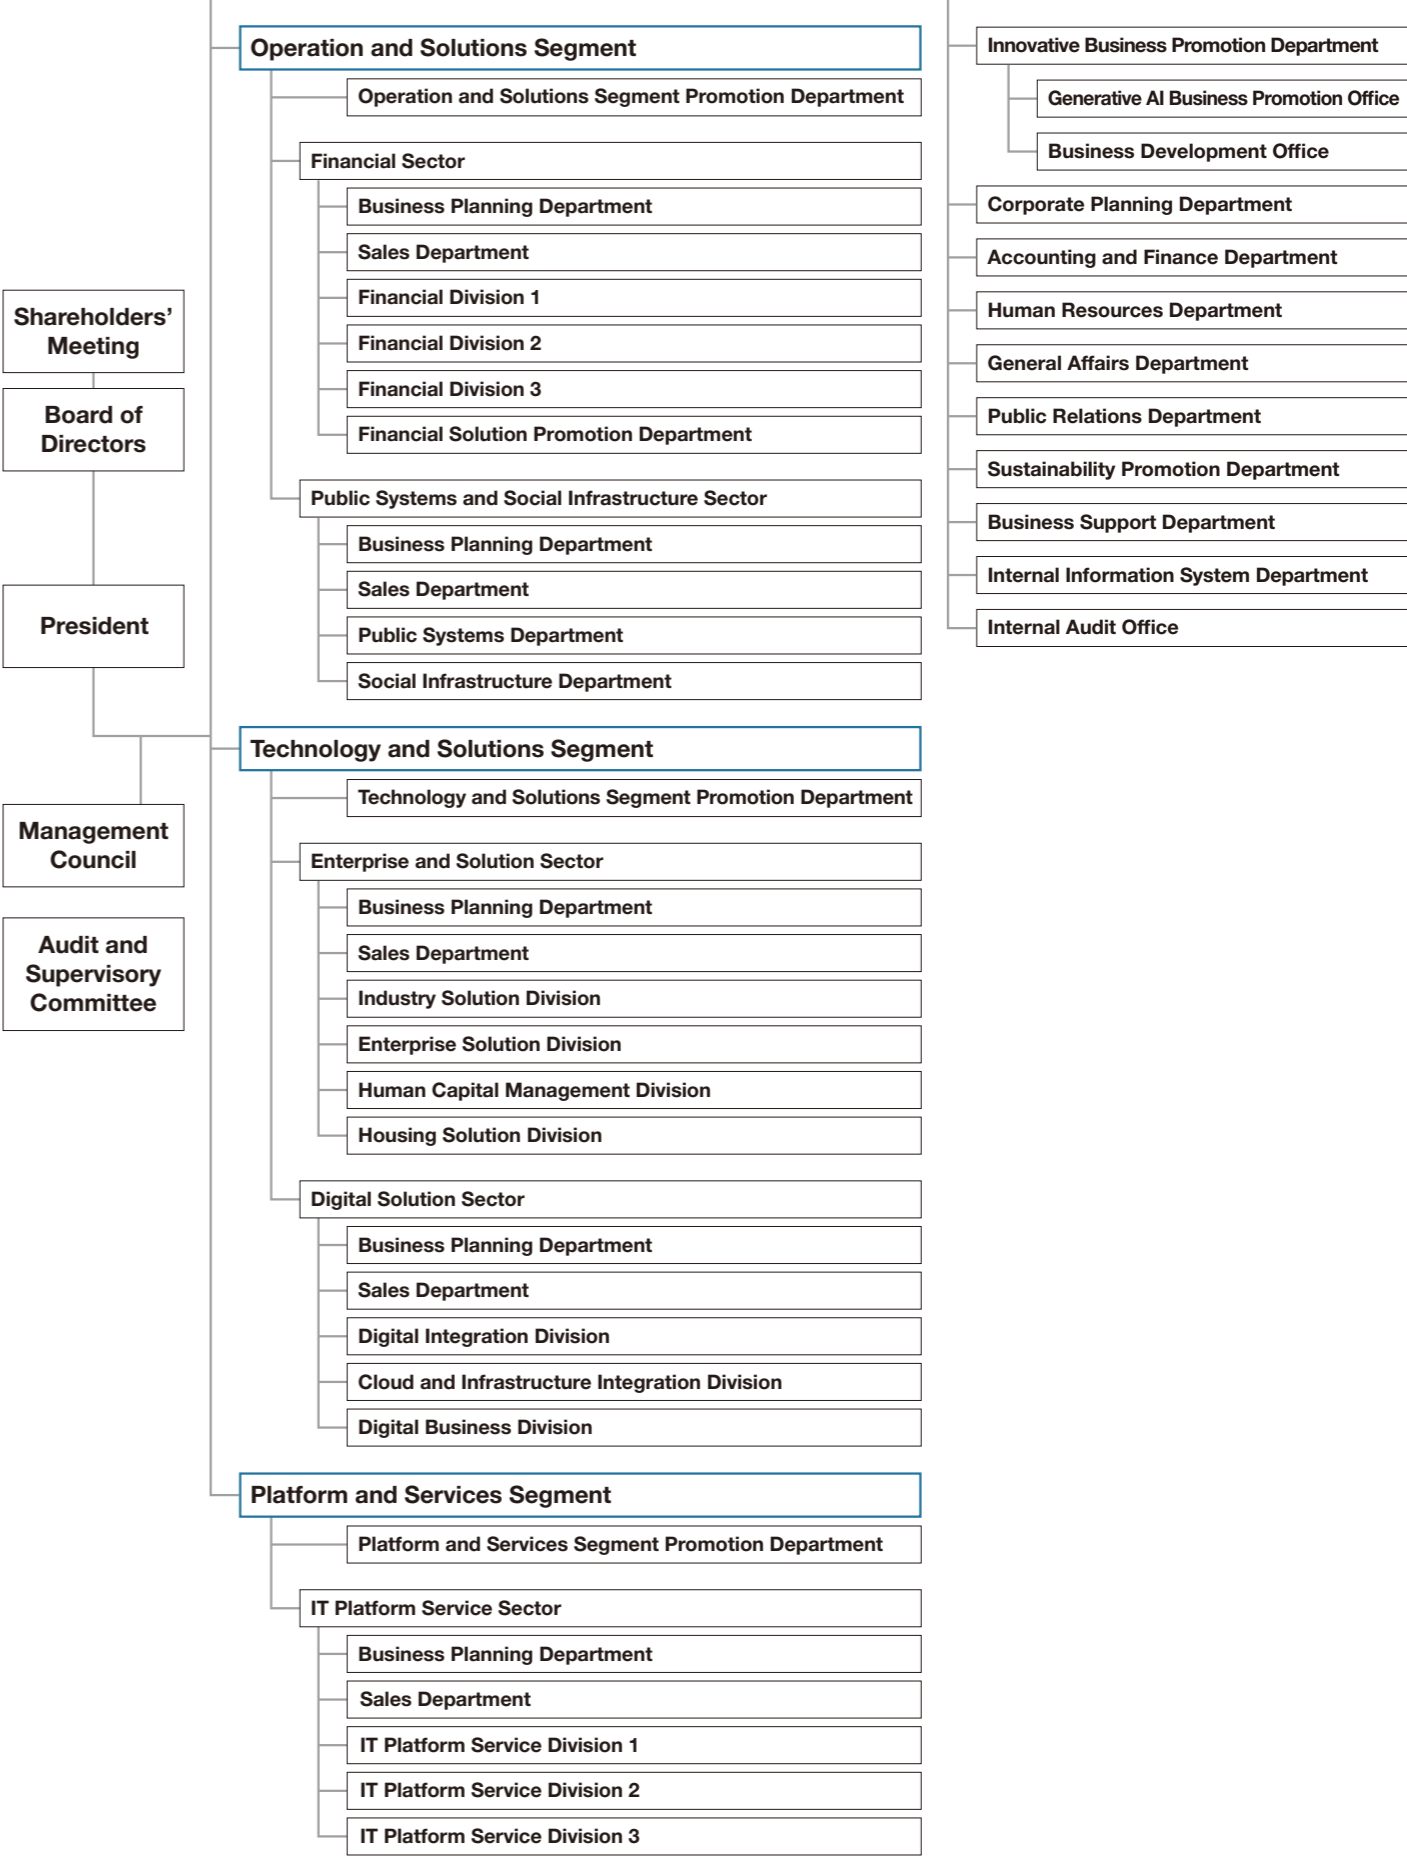 Shareholders’
Meeting
Board of
Directors
President
Management
Council
Audit and
Supervisory
Committee
Operation and Solutions Segment
Operation and Solutions Segment Promotion Department
Financial Sector
Business Planning Department
Sales Department
Financial Division 1
Financial Division 2
Financial Division 3
Financial Solution Promotion Department
Public Systems and Social Infrastructure Sector
Business Planning Department
Sales Department
Public Systems Department
Social Infrastructure Department
Technology and Solutions Segment
Technology and Solutions Segment Promotion Department
Enterprise and Solution Sector
Business Planning Department
Sales Department
Industry Solution Division
Enterprise Solution Division
Human Capital Management Division
Housing Solution Division
Digital Solution Sector
Business Planning Department
Sales Department
Digital Integration Division
Cloud and Infrastructure Integration Division
Digital Business Division
Platform and Services Segment
Platform and Services Segment Promotion Department
IT Platform Service Sector
Business Planning Department
Sales Department
IT Platform Service Division 1
IT Platform Service Division 2
IT Platform Service Division 3
Innovative Business Promotion Department
Generative AI Business Promotion Office
Business Development Office
Corporate Planning Department
Accounting and Finance Department
Human Resources Department
General Affairs Department
Public Relations Department
Sustainability Promotion Department
Business Support Department
Internal Information System Department
Internal Audit Office